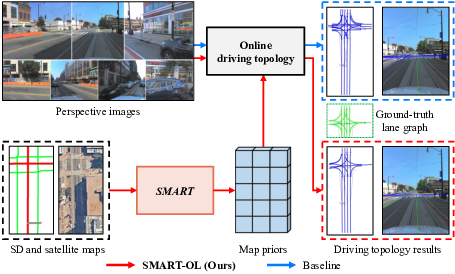 Online
driving topology
Perspective images
Ground-truth
lane graph
SMART
SD and satellite maps
Map priors
Driving topology results
SMART-OL (Ours)
Baseline